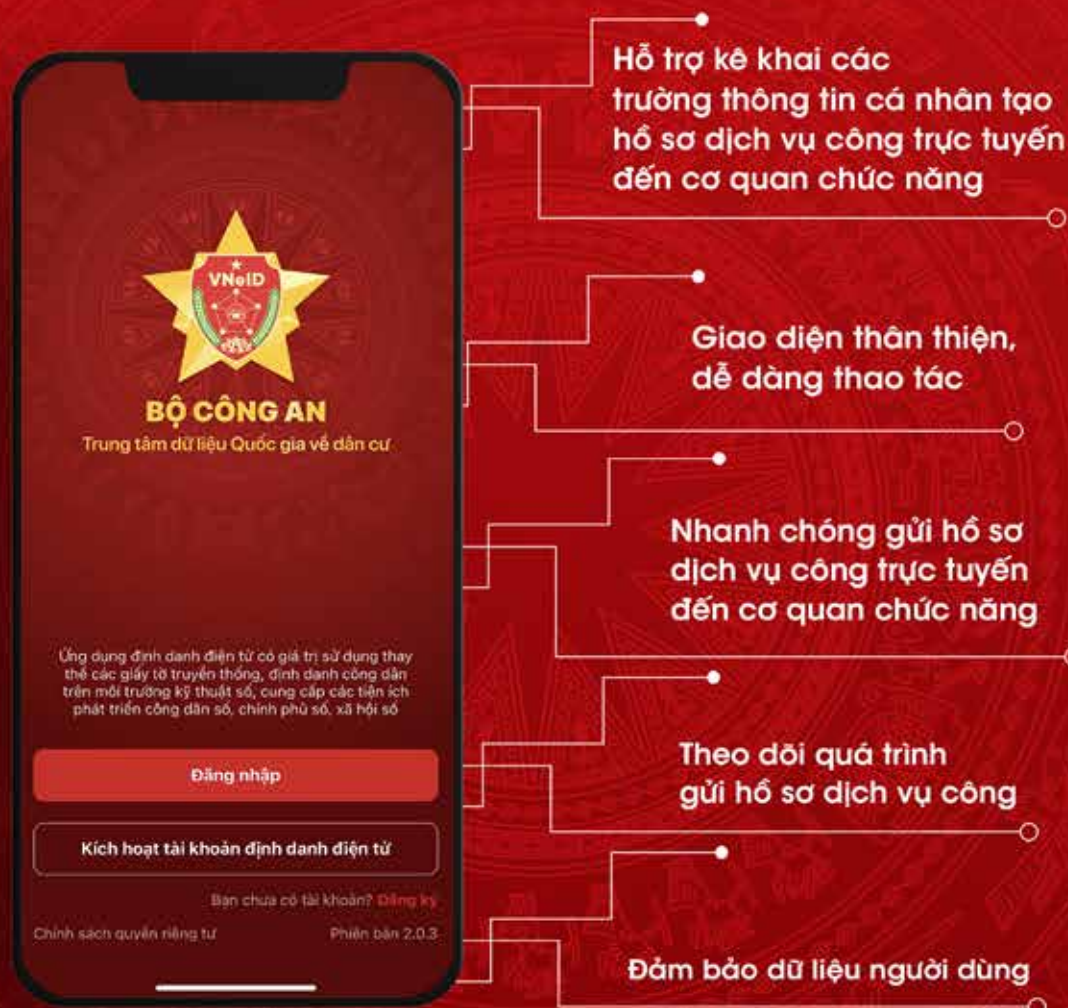 VNeID
BỘ CÔNG AN
Trung tâm dữ liệu Quốc gia về dân cư
Ứng dụng định danh điện tử có giá trị sử dụng thay
thế các giấy tờ truyền thống, định danh công dân
trên môi trường kỹ thuật số, cung cấp các tiện ích
phát triển công dân số, chính phủ số, xã hội số
Đăng nhập
Kích hoạt tài khoản định danh điện tử
Bạn chưa có tài khoản? Đăng ký
Chính sách quyền riêng tư
Phiên bản 2.0.3
Hỗ trợ kê khai các
trường thông tin cá nhân tạo
hồ sơ dịch vụ công trực tuyến
đến cơ quan chức năng
Giao diện thân thiện,
dễ dàng thao tác
Nhanh chóng gửi hồ sơ
dịch vụ công trực tuyến
đến cơ quan chức năng
Theo dõi quá trình
gửi hồ sơ dịch vụ công
Đảm bảo dữ liệu người dùng